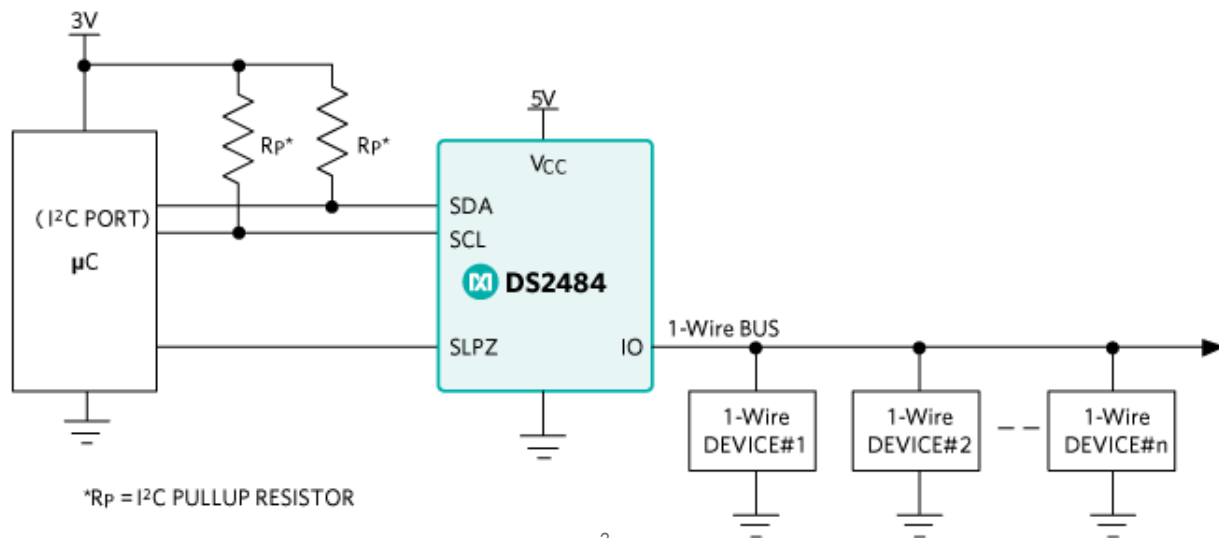 3V
5V
RP*
RP*
VCC
(I²C PORT)
µC
SDA
SCL
DS2484
SLPZ
IO
1-Wire BUS
1-Wire
DEVICE#1
1-Wire
DEVICE#2
1-Wire
DEVICE#n
*RP = I²C PULLUP RESISTOR